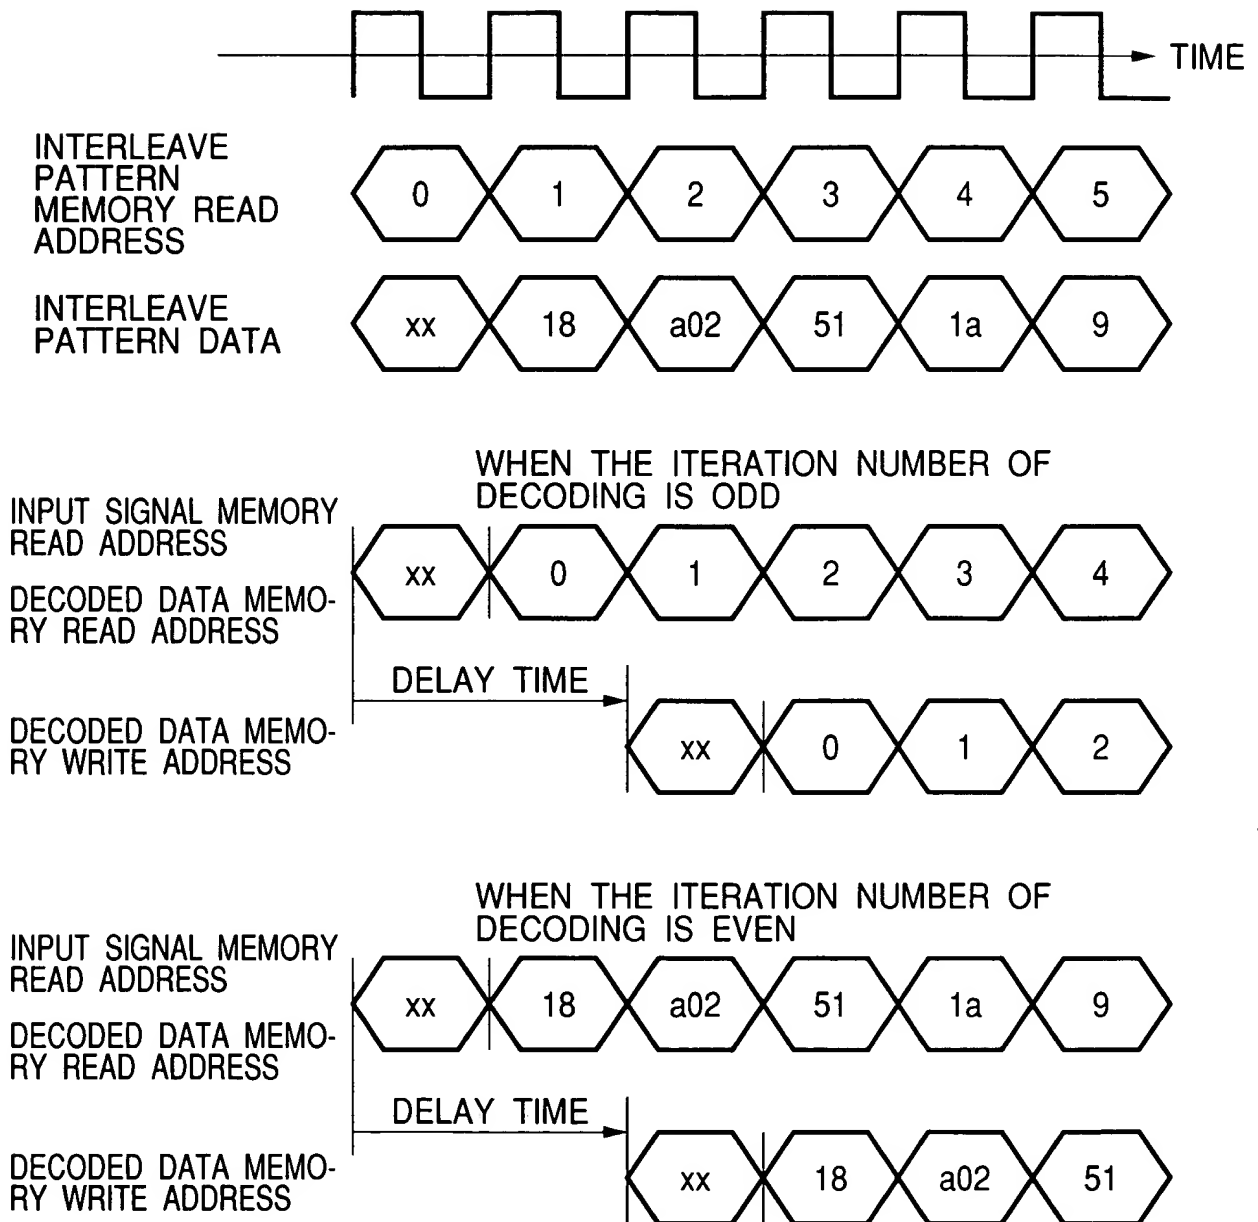 TIME
INTERLEAVE
PATTERN
MEMORY READ
ADDRESS
0 1 2 3 4 5
INTERLEAVE
PATTERN DATA
xx 18 a02 51 1a 9
WHEN THE ITERATION NUMBER OF
DECODING IS ODD
INPUT SIGNAL MEMORY
READ ADDRESS
DECODED DATA MEMO-
RY READ ADDRESS
xx 0 1 2 3 4
DELAY TIME
DECODED DATA MEMO-
RY WRITE ADDRESS
xx 0 1 2
WHEN THE ITERATION NUMBER OF
DECODING IS EVEN
INPUT SIGNAL MEMORY
READ ADDRESS
DECODED DATA MEMO-
RY READ ADDRESS
xx 18 a02 51 1a 9
DELAY TIME
DECODED DATA MEMO-
RY WRITE ADDRESS
xx 18 a02 51